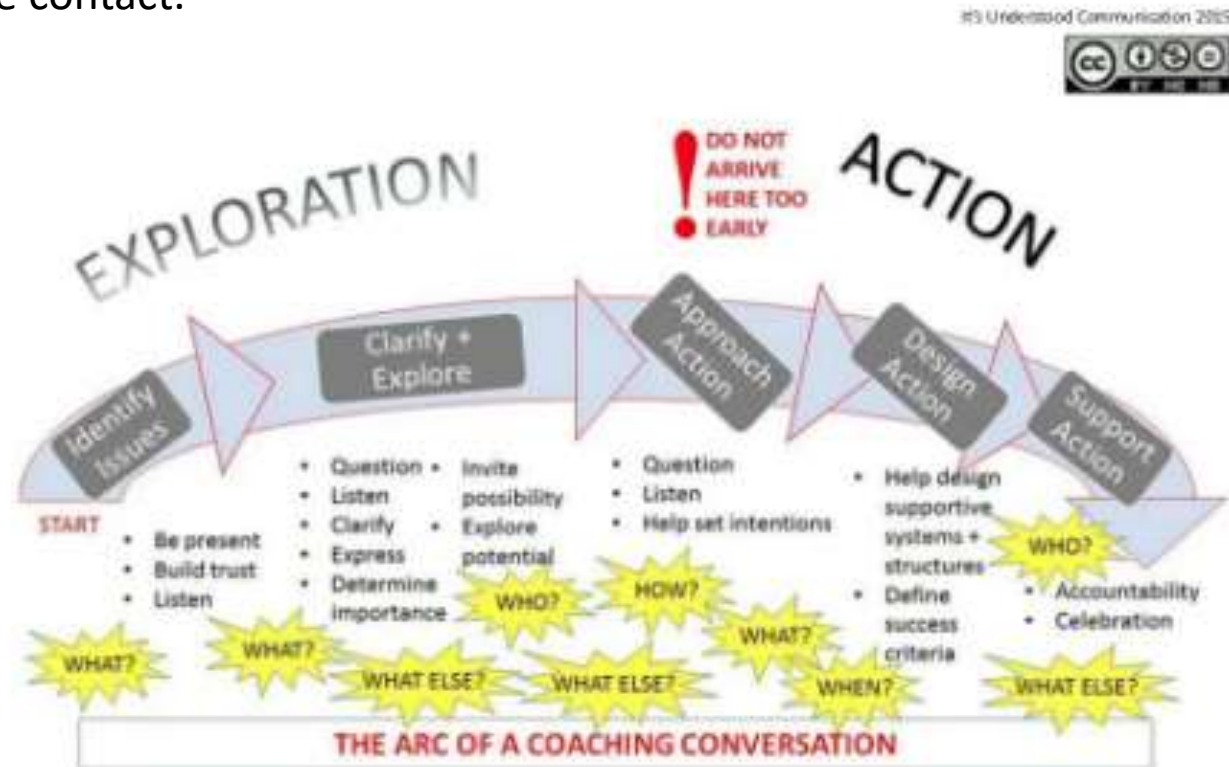 contact.
Understood Communication
cc
BY
EXPLORATION
DO NOT
ARRIVE
HERE TOO
EARLY
ACTION
Identify
Issues
Clarify +
Explore
Approach
Action
Design
Action
Support
Action
START
• Be present
• Build trust
• Listen
• Question
• Listen
• Clarify
• Express
• Determine
importance
• Invite
possibility
• Explore
potential
• Question
• Listen
• Help set intentions
• Help design
supportive
systems +
structures
• Define
success
criteria
• Accountability
• Celebration
WHAT?
WHAT?
WHAT ELSE?
WHO?
WHAT ELSE?
HOW?
WHAT?
WHEN?
WHO?
WHAT ELSE?
THE ARC OF A COACHING CONVERSATION